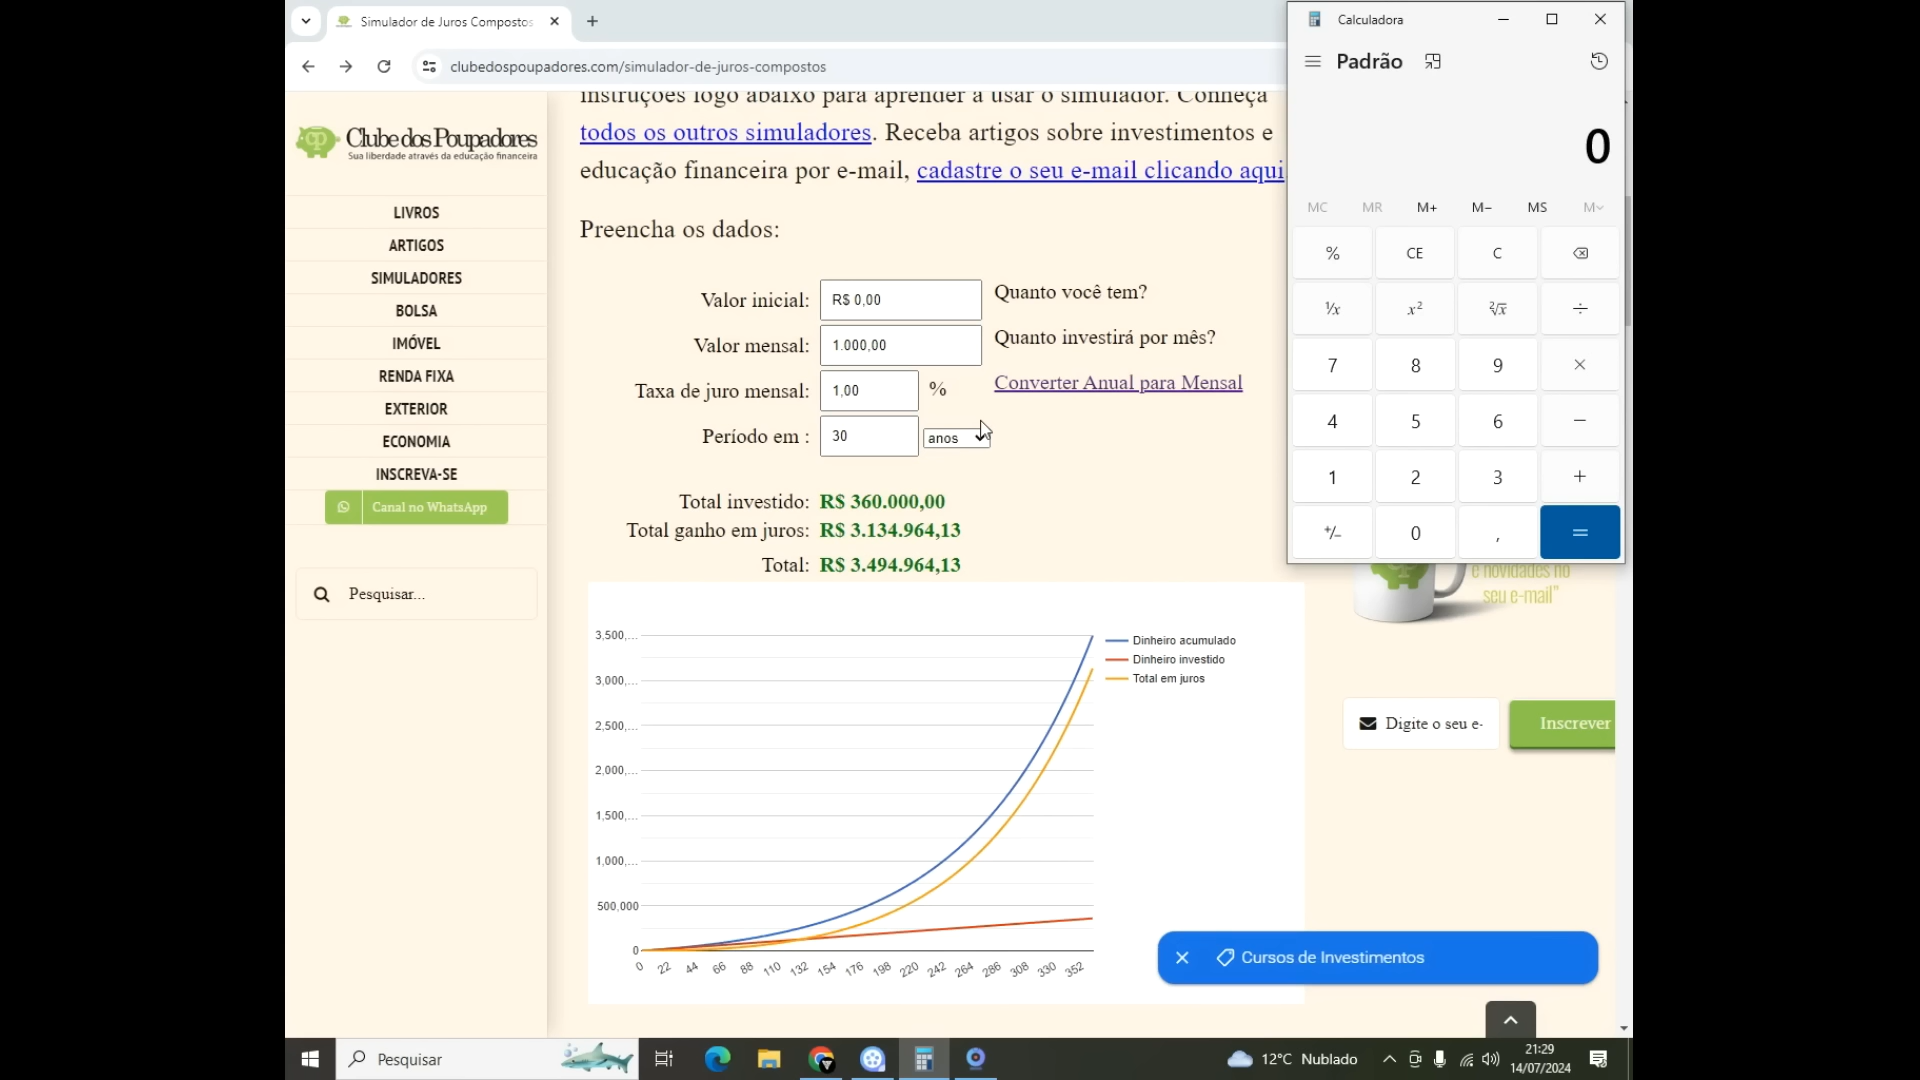 Simulador de Juros Compostos
clubedospoupadores.com/simulador-de-juros-compostos
cp Clube dos Poupadores
Sua liberdade através da educação financeira
LIVROS
ARTIGOS
SIMULADORES
BOLSA
IMÓVEL
RENDA FIXA
EXTERIOR
ECONOMIA
INSCREVA-SE
Canal no WhatsApp
Pesquisar...
instruções logo abaixo para aprender a usar o simulador. Conheça
todos os outros simuladores. Receba artigos sobre investimentos e
educação financeira por e-mail, cadastre o seu e-mail clicando aqui
Preencha os dados:
Valor inicial: R$ 0,00 Quanto você tem?
Valor mensal: 1.000,00 Quanto investirá por mês?
Taxa de juro mensal: 1,00 % Converter Anual para Mensal
Período em : 30 anos
Total investido: R$ 360.000,00
Total ganho em juros: R$ 3.134.964,13
Total: R$ 3.494.964,13
3,500,...
3,000,...
2,500,...
2,000,...
1,500,...
1,000,...
500,000
0
0 22 44 66 88 110 132 154 176 198 220 242 264 286 308 330 352
Dinheiro acumulado
Dinheiro investido
Total em juros
Calculadora
Padrão
0
MC MR M+ M- MS M
% CE C
1/x x² ²√x ÷
7 8 9 ×
4 5 6 −
1 2 3 +
+/- 0 , =
e novidades no
seu e-mail"
Digite o seu e-
Inscrever
Cursos de Investimentos
Pesquisar
12°C Nublado
21:29
14/07/2024